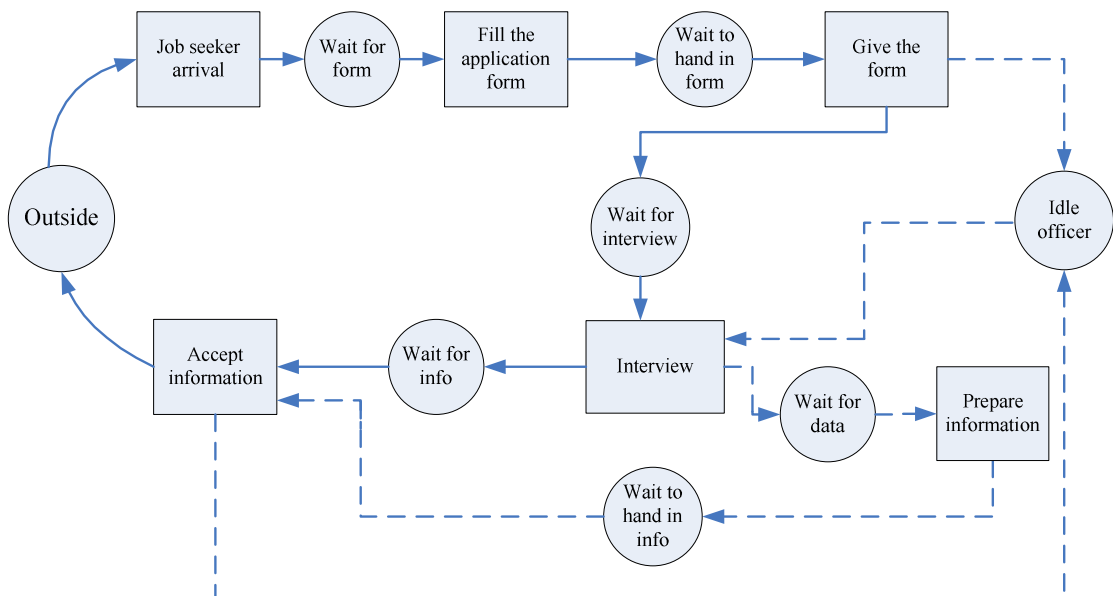 Job seeker
arrival
Wait for
form
Fill the
application
form
Wait to
hand in
form
Give the
form
Outside
Wait for
interview
Idle
officer
Accept
information
Wait for
info
Interview
Wait for
data
Prepare
information
Wait to
hand in
info